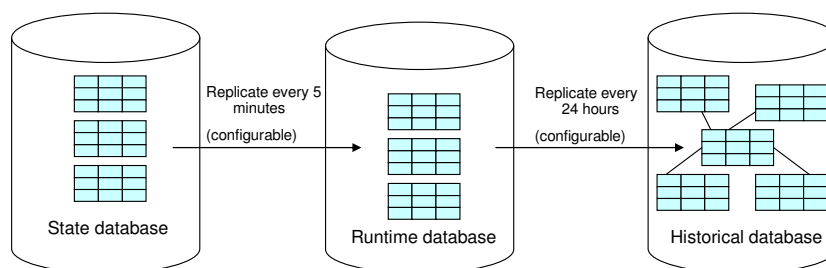 Replicate every 5
minutes
(configurable)
Replicate every
24 hours
(configurable)
State database
Runtime database
Historical database